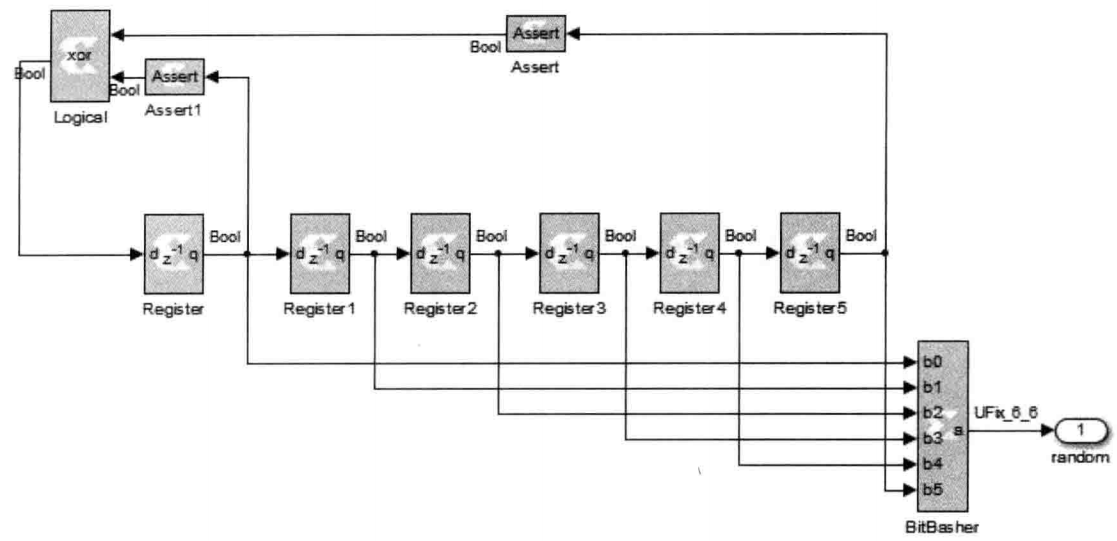 xor
Bool
Logical
Assert
Bool
Assert1
Assert
Bool
Assert
d z⁻¹ q
Bool
Register
d z⁻¹ q
Bool
Register1
d z⁻¹ q
Bool
Register2
d z⁻¹ q
Bool
Register3
d z⁻¹ q
Bool
Register4
d z⁻¹ q
Bool
Register5
b0
b1
b2
b3
b4
b5
a
BitBasher
UFix_6_6
1
random